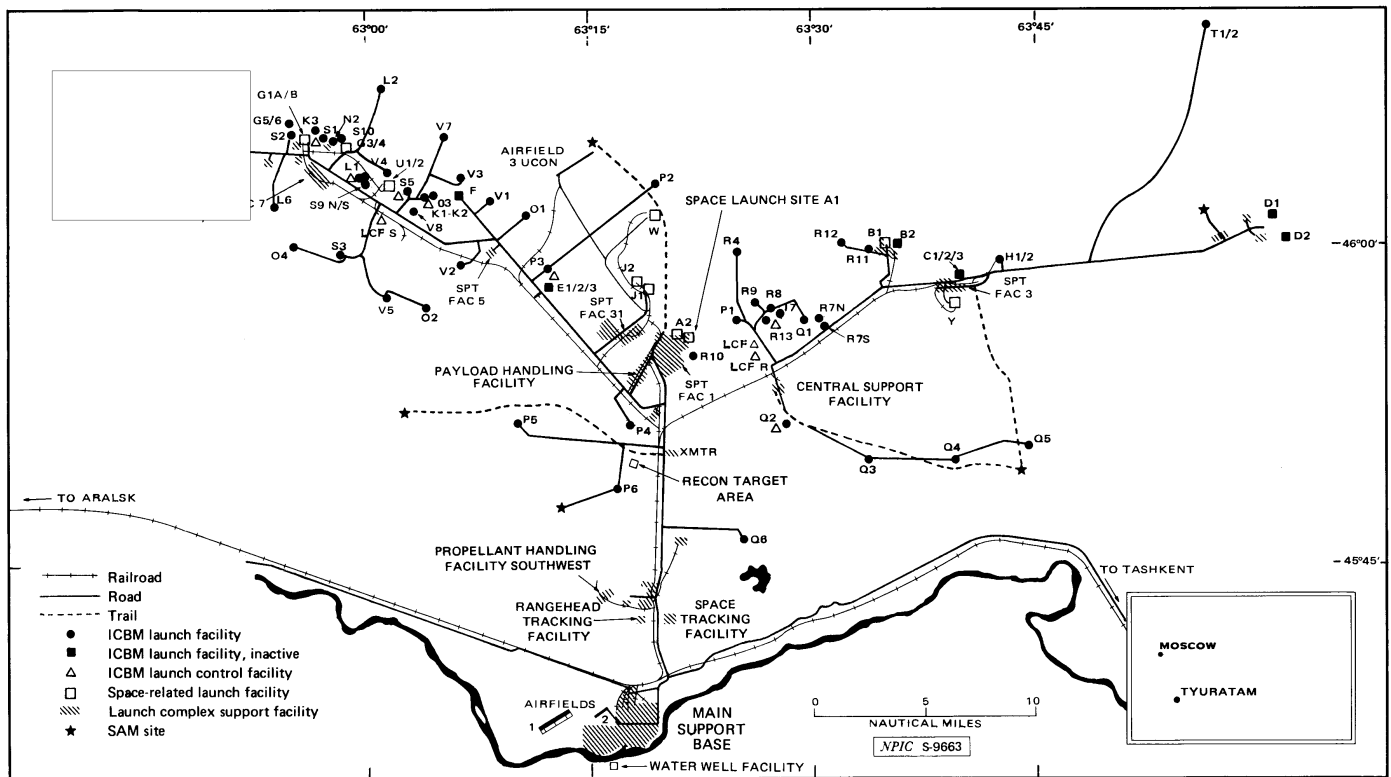 63°00'
63°15'
63°30'
63°45'
T1/2
L2
G1A/B
G5/6
K3
N2
S1
S10
S2
G3/4
V7
V4
U1/2
L1
V3
AIRFIELD
3 UCON
P2
S5
F
V1
O3
SPACE LAUNCH SITE A1
C 7
L6
S9 N/S
K1-K2
O1
V8
LCF S
W
R4
R12
B1
B2
D1
D2
46°00'
O4
S3
R11
C1/2/3
H1/2
V2
P3
J2
SPT
FAC 5
E1/2/3
J1
R9
R8
SPT
FAC 3
V5
O2
SPT
FAC 31
A2
P1
T7
R7N
Y
Q1
R13
R7S
R10
LCF
LCF R
PAYLOAD HANDLING
FACILITY
SPT
FAC 1
CENTRAL SUPPORT
FACILITY
P5
P4
Q2
Q5
Q4
Q3
XMTR
RECON TARGET
AREA
P6
TO ARALSK
Q6
PROPELLANT HANDLING
FACILITY SOUTHWEST
45°45'
TO TASHKENT
Railroad
Road
Trail
ICBM launch facility
ICBM launch facility, inactive
ICBM launch control facility
Space-related launch facility
Launch complex support facility
SAM site
RANGEHEAD
TRACKING
FACILITY
SPACE
TRACKING
FACILITY
MOSCOW
TYURATAM
AIRFIELDS
1
2
MAIN
SUPPORT
BASE
0
5
10
NAUTICAL MILES
NPIC S-9663
WATER WELL FACILITY